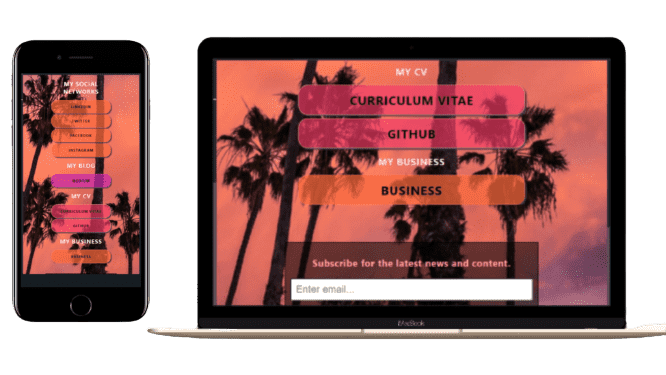 MY SOCIAL
NETWORKS
LINKEDIN
TWITTER
FACEBOOK
INSTAGRAM
MY BLOG
MEDIUM
MY CV
CURRICULUM VITAE
GITHUB
MY BUSINESS
BUSINESS
MY CV
CURRICULUM VITAE
GITHUB
MY BUSINESS
BUSINESS
Subscribe for the latest news and content.
Enter email...
MacBook